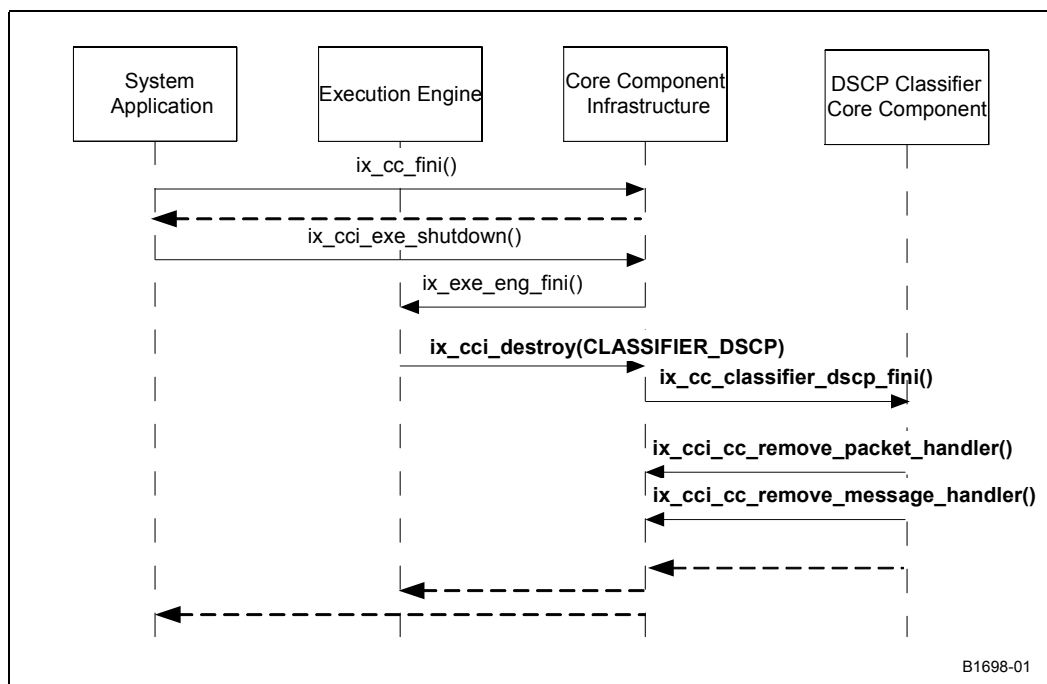 System
Application
Execution Engine
Core Component
Infrastructure
DSCP Classifier
Core Component
ix_cc_fini()
ix_cci_exe_shutdown()
ix_exe_eng_fini()
ix_cci_destroy(CLASSIFIER_DSCP)
ix_cc_classifier_dscp_fini()
ix_cci_cc_remove_packet_handler()
ix_cci_cc_remove_message_handler()
B1698-01